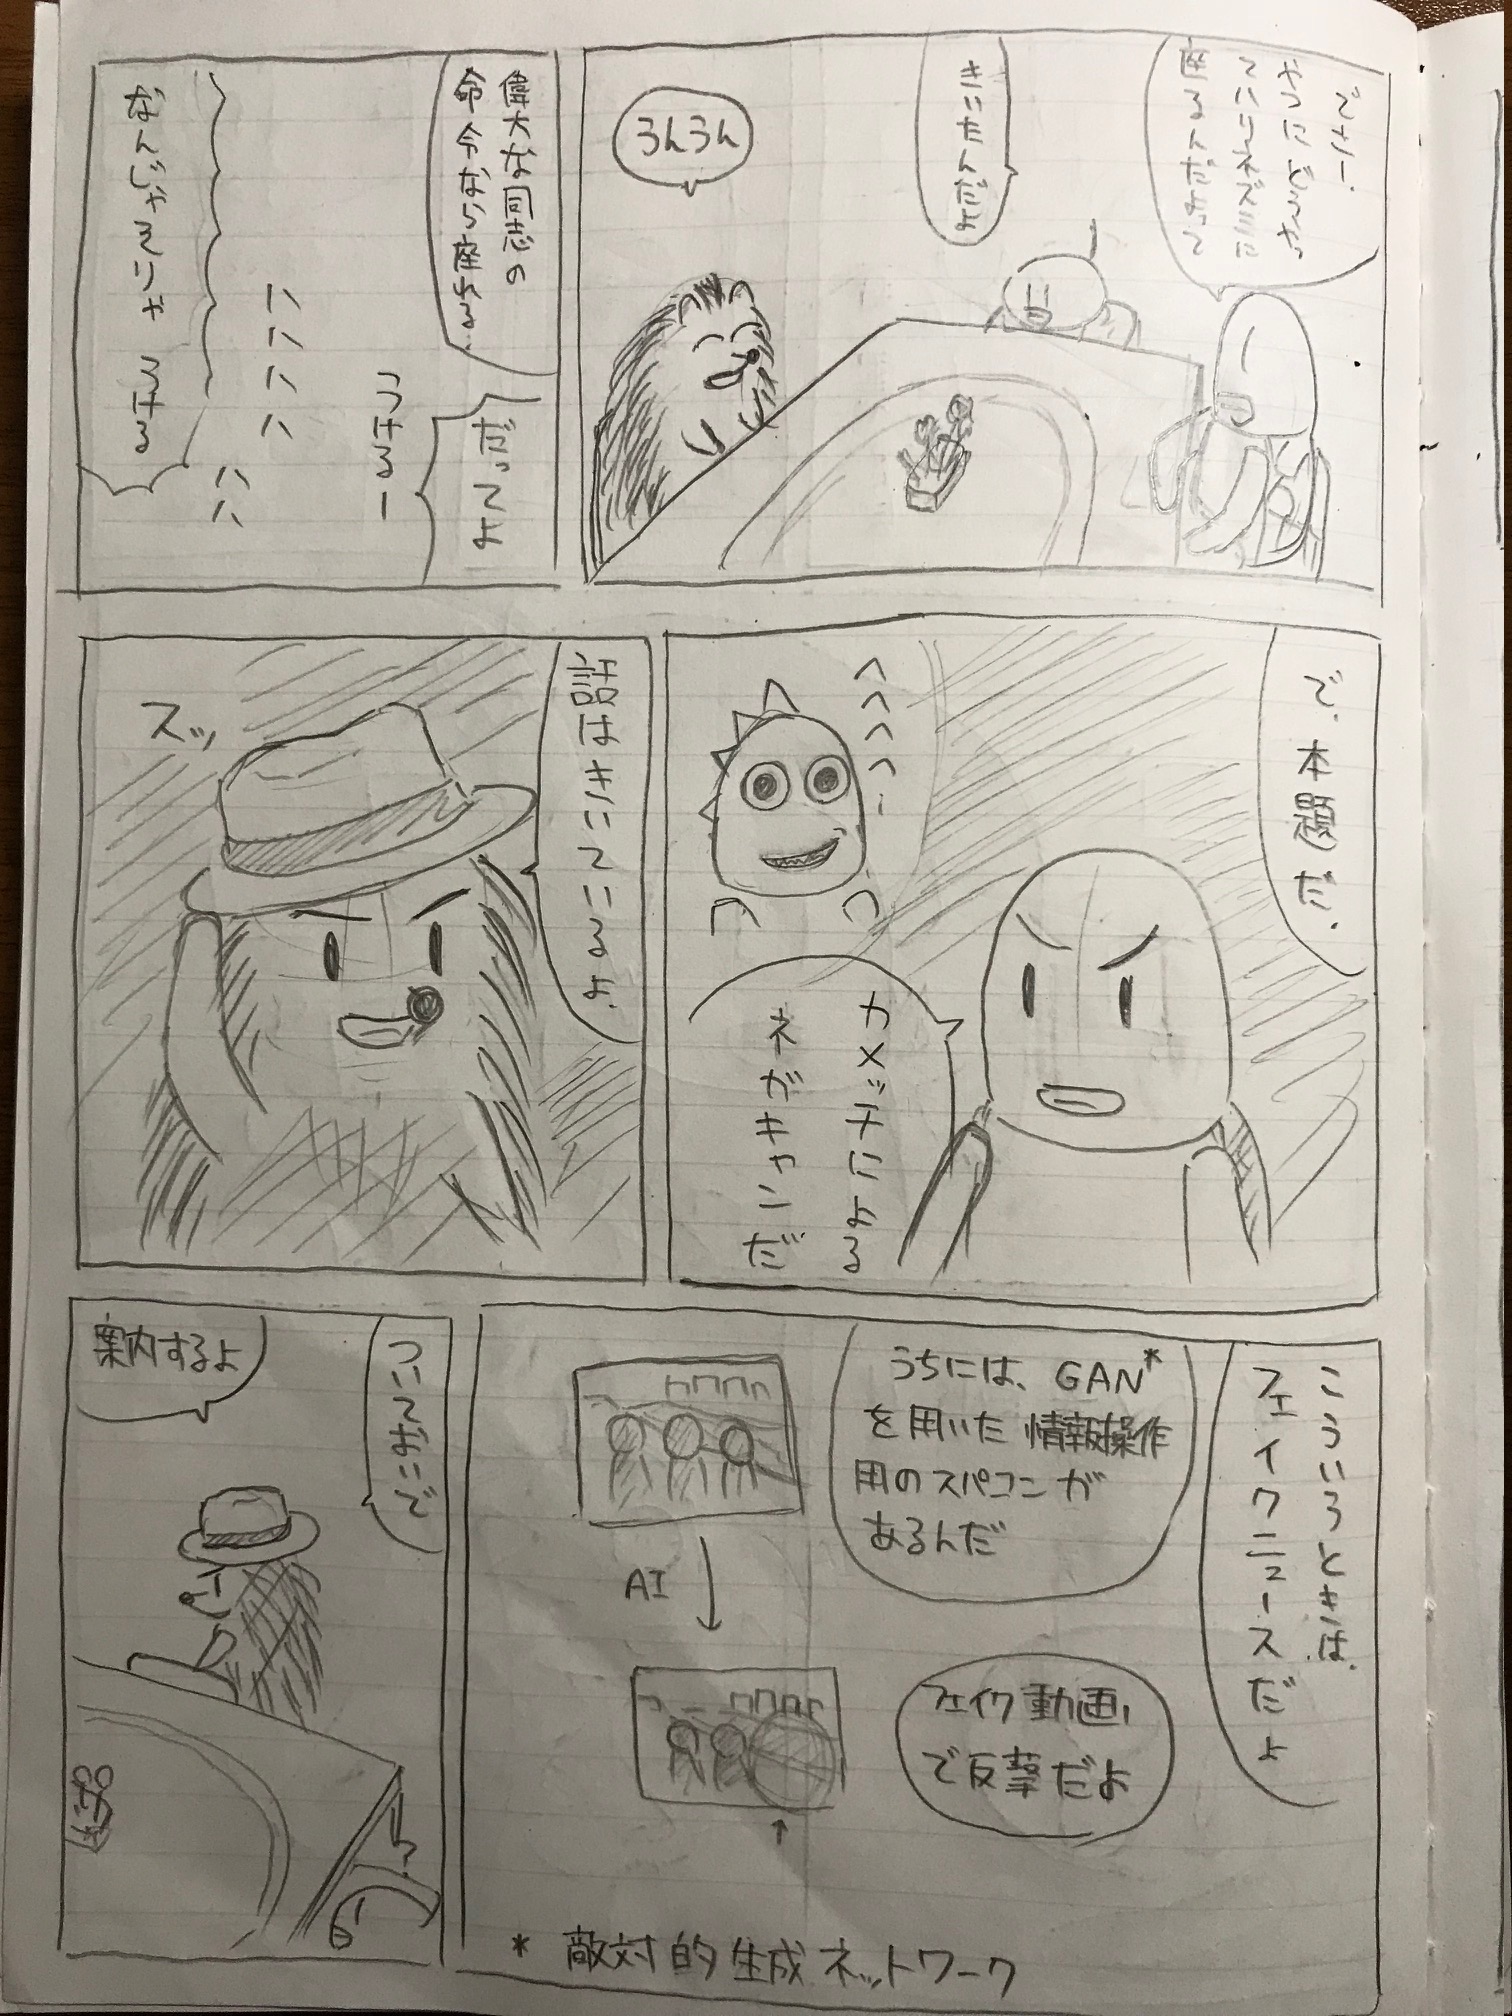 でさー、
やつにどうやっ
ていすに
座るんだよって
きいたんだよ
うんうん
偉大な同志の
命令なら座れる
だってよ
うけるー
ハハハハ
ハハ
なんじゃそりゃ うける
で、本題だ、
へへへへ
カメッチによる
ネガキャンだ
話はきいているよ、
スッ
こういうときは、
フェイクニュースだよ
うちには、GAN*
を用いた情報操作
用のスパコンが
あるんだ
AI
フェイク動画
で反撃だよ
* 敵対的生成ネットワーク
ついておいで
案内するよ